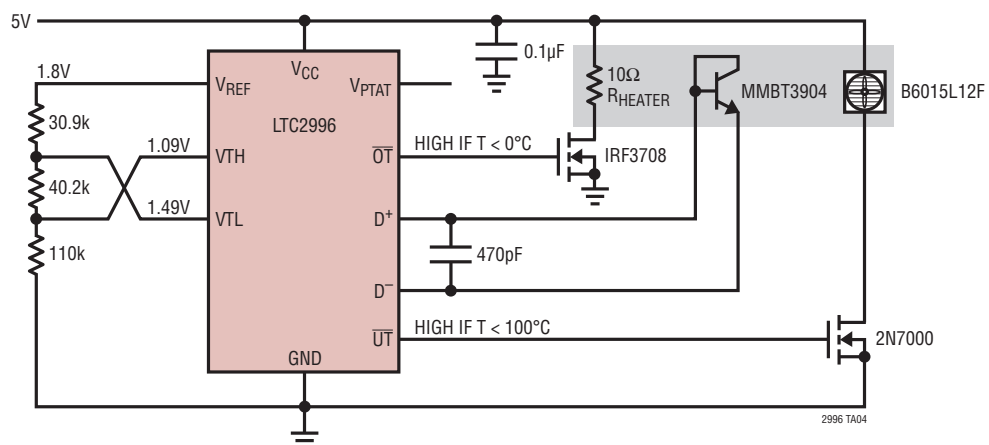 5V
1.8V
30.9k
40.2k
110k
1.09V
1.49V
VCC
VREF
VPTAT
LTC2996
VTH
OT
VTL
D+
D–
UT
GND
0.1µF
10Ω
RHEATER
MMBT3904
B6015L12F
HIGH IF T < 0°C
IRF3708
470pF
HIGH IF T < 100°C
2N7000
2996 TA04